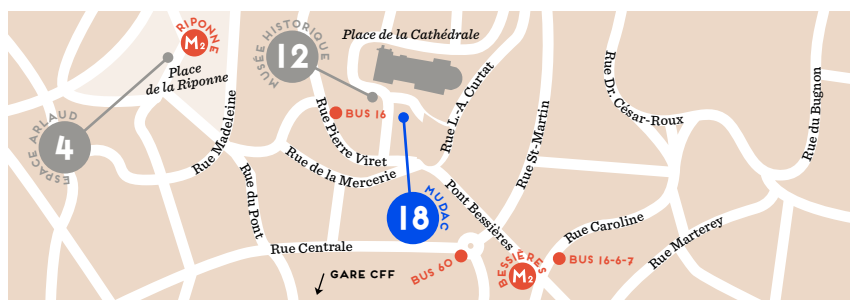 RIPONNE
M2
MUSÉE HISTORIQUE
12
Place de la Cathédrale
Place
de la Riponne
ESPACE ARLAUD
4
Rue Madeleine
BUS 16
Rue Pierre Viret
Rue L.-A. Curtat
Rue St-Martin
Rue Dr. César-Roux
Rue du Bugnon
Rue de la Mercerie
Rue du Pont
MUDAC
18
Pont Bessières
Rue Centrale
Rue Caroline
Rue Marterey
BUS 60
BESSIÈRES
M2
BUS 16-6-7
GARE CFF